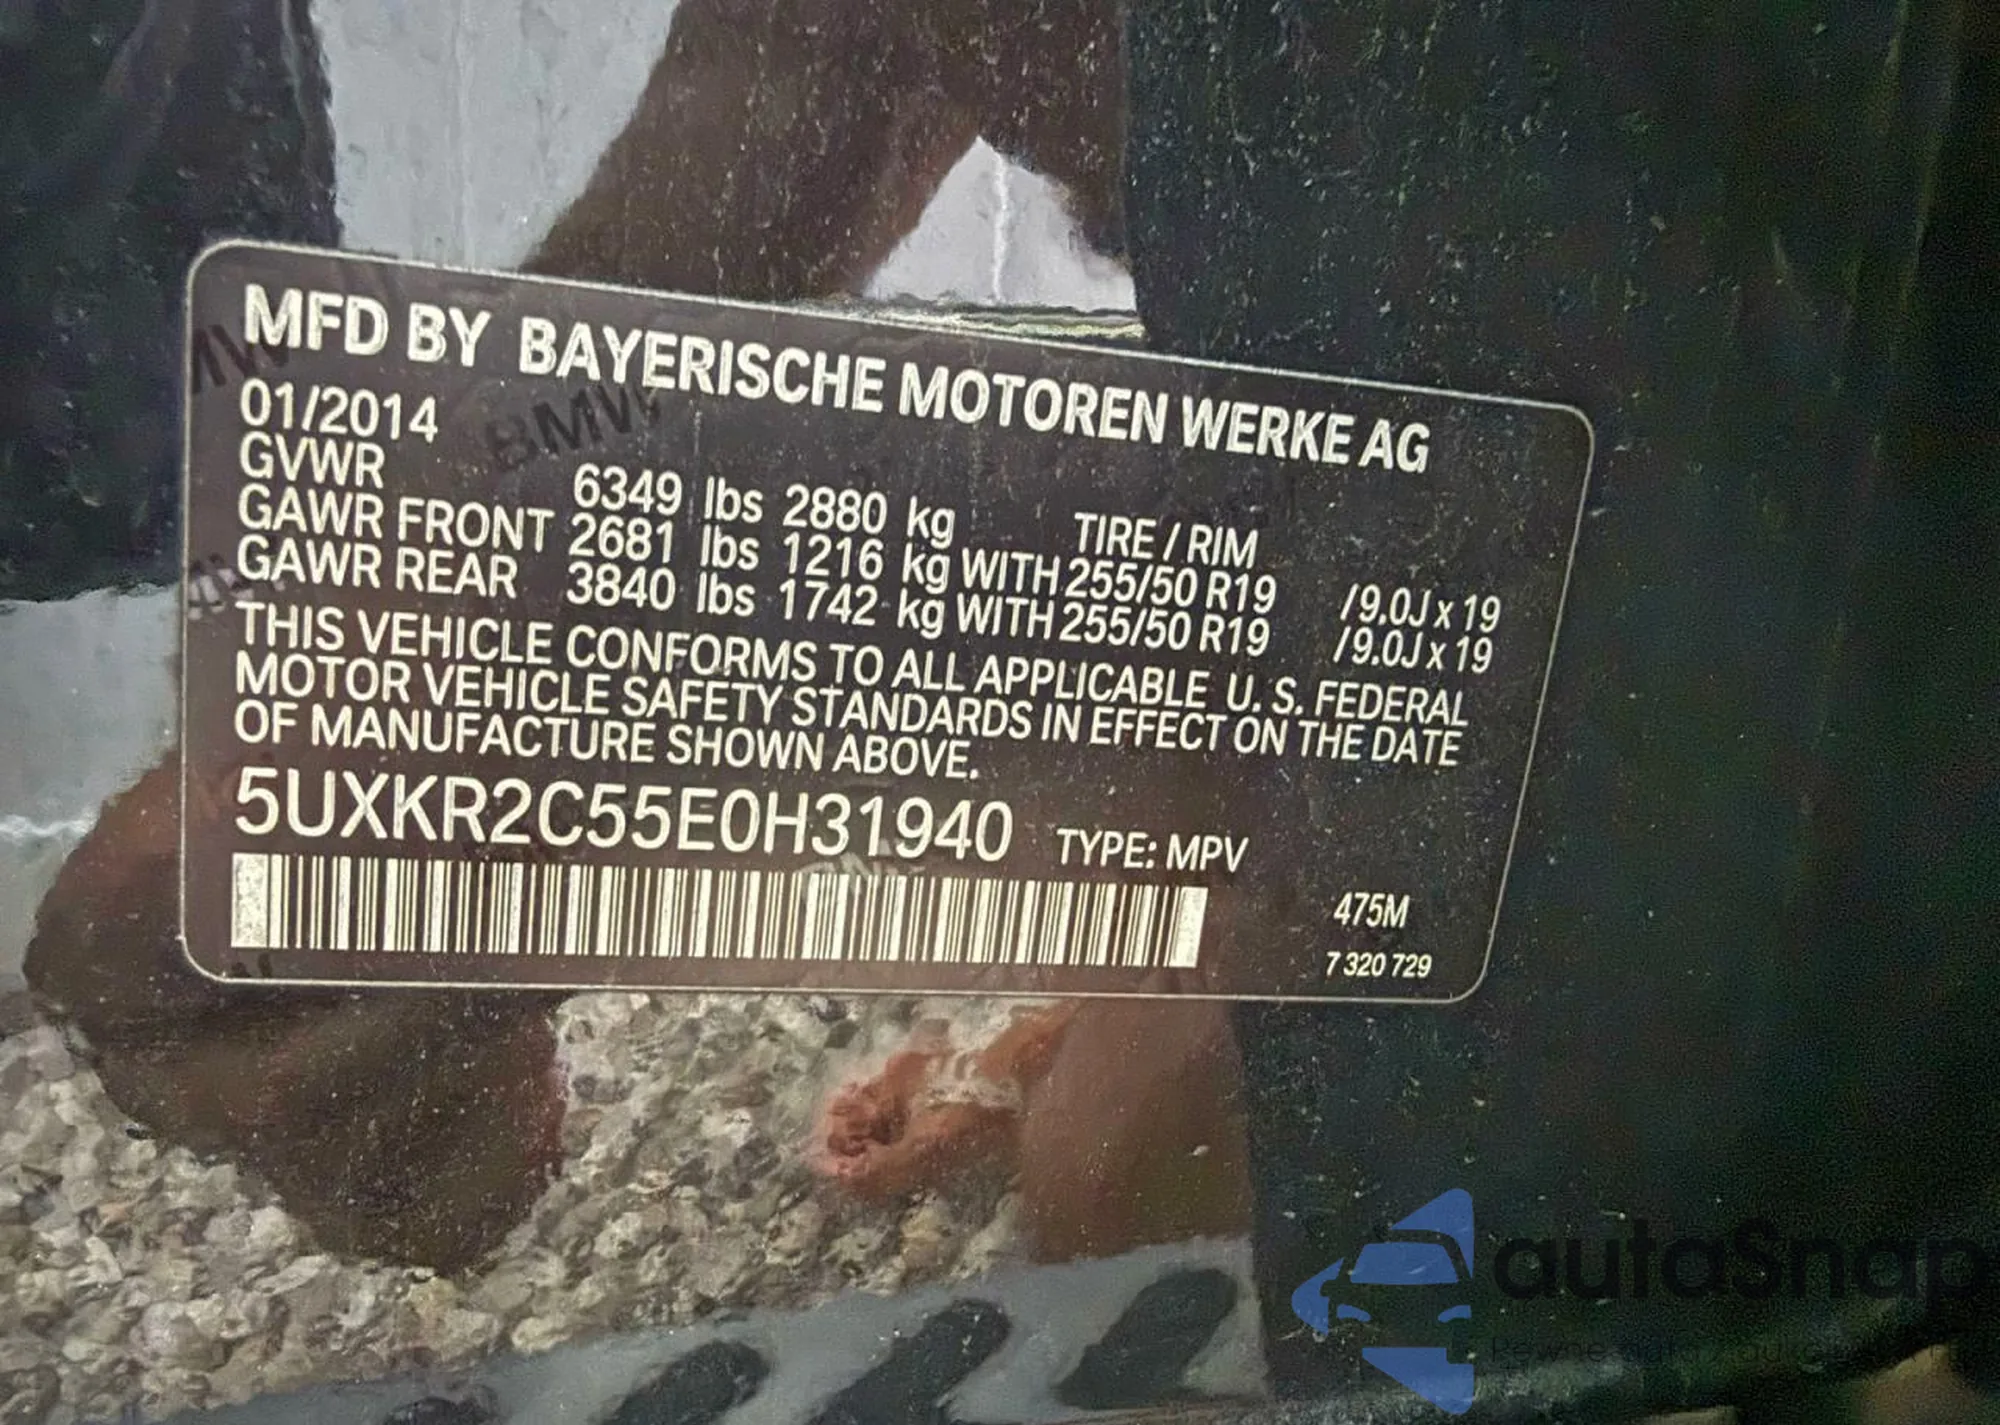 MFD BY BAYERISCHE MOTOREN WERKE AG
01/2014
GVWR 6349 lbs 2880 kg TIRE / RIM
GAWR FRONT 2681 lbs 1216 kg WITH 255/50 R19 /9.0J x 19
GAWR REAR 3840 lbs 1742 kg WITH 255/50 R19 /9.0J x 19
THIS VEHICLE CONFORMS TO ALL APPLICABLE U. S. FEDERAL
MOTOR VEHICLE SAFETY STANDARDS IN EFFECT ON THE DATE
OF MANUFACTURE SHOWN ABOVE.
5UXKR2C55E0H31940 TYPE: MPV
475M
7 320 729
BMW
autaSnap